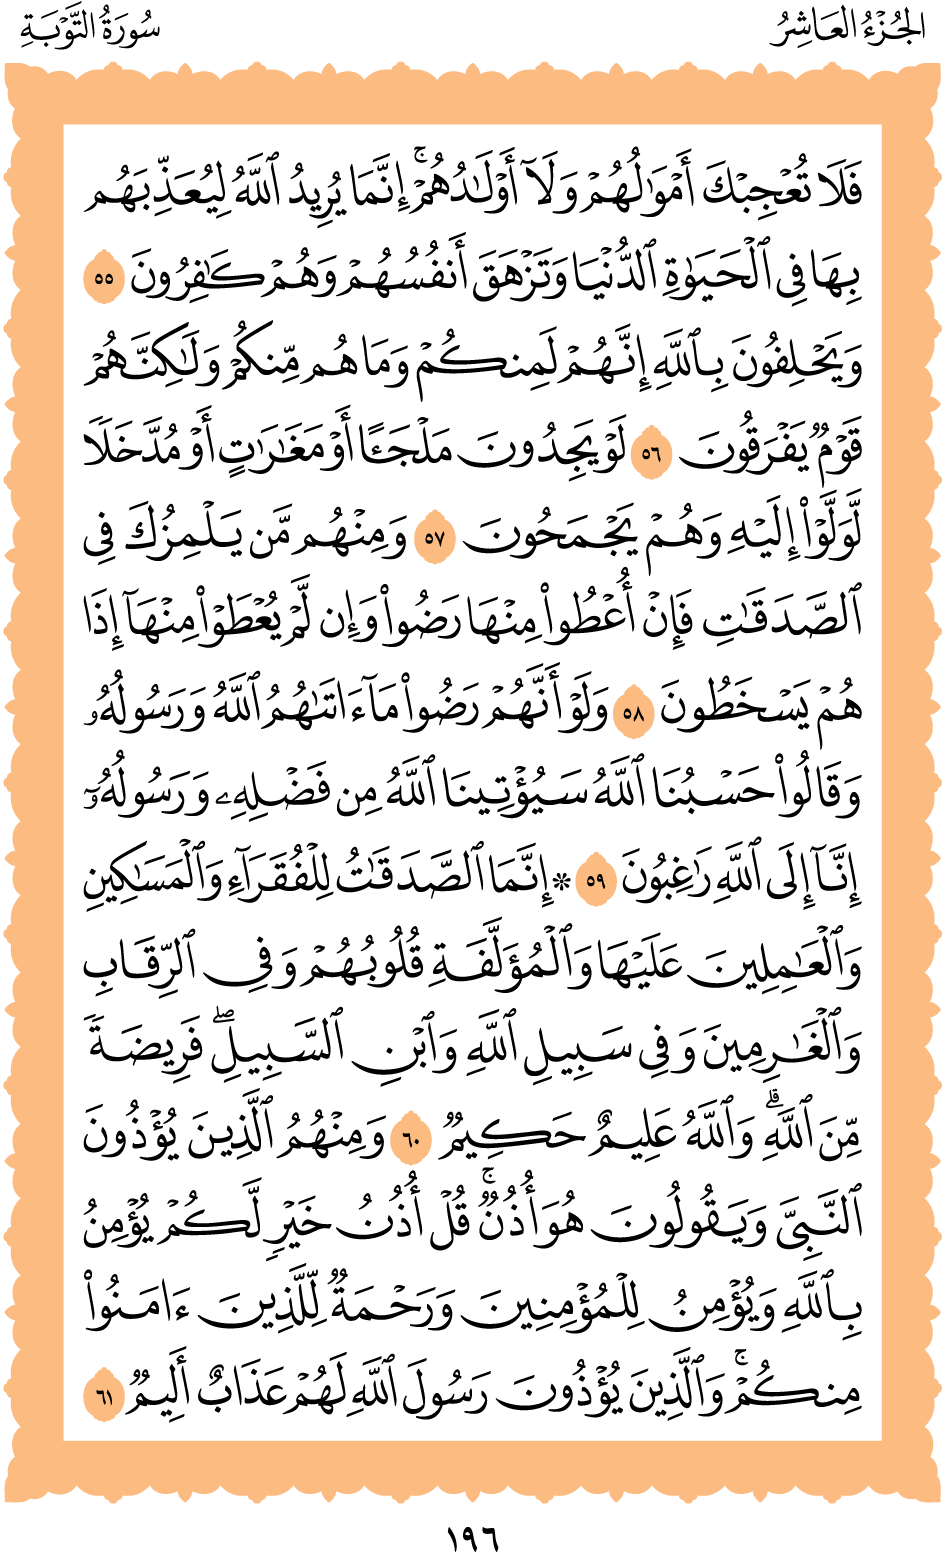 الجُزْءُ العَاشِرُ
سُورَةُ التَّوْبَةِ
فَلَا تُعْجِبْكَ أَمْوَٰلُهُمْ وَلَآ أَوْلَٰدُهُمْۚ إِنَّمَا يُرِيدُ ٱللَّهُ لِيُعَذِّبَهُم
بِهَا فِي ٱلْحَيَوٰةِ ٱلدُّنْيَا وَتَزْهَقَ أَنفُسُهُمْ وَهُمْ كَٰفِرُونَ ٥٥
وَيَحْلِفُونَ بِٱللَّهِ إِنَّهُمْ لَمِنكُمْ وَمَا هُم مِّنكُمْ وَلَٰكِنَّهُمْ
قَوْمٌ يَفْرَقُونَ ٥٦ لَوْ يَجِدُونَ مَلْجَـًٔا أَوْ مَغَٰرَٰتٍ أَوْ مُدَّخَلًا
لَّوَلَّوْا۟ إِلَيْهِ وَهُمْ يَجْمَحُونَ ٥٧ وَمِنْهُم مَّن يَلْمِزُكَ فِي
ٱلصَّدَقَٰتِ فَإِنْ أُعْطُوا۟ مِنْهَا رَضُوا۟ وَإِن لَّمْ يُعْطَوْا۟ مِنْهَآ إِذَا
هُمْ يَسْخَطُونَ ٥٨ وَلَوْ أَنَّهُمْ رَضُوا۟ مَآ ءَاتَىٰهُمُ ٱللَّهُ وَرَسُولُهُۥ
وَقَالُوا۟ حَسْبُنَا ٱللَّهُ سَيُؤْتِينَا ٱللَّهُ مِن فَضْلِهِۦ وَرَسُولُهُۥٓ
إِنَّآ إِلَى ٱللَّهِ رَٰغِبُونَ ٥٩ ۞ إِنَّمَا ٱلصَّدَقَٰتُ لِلْفُقَرَآءِ وَٱلْمَسَٰكِينِ
وَٱلْعَٰمِلِينَ عَلَيْهَا وَٱلْمُؤَلَّفَةِ قُلُوبُهُمْ وَفِي ٱلرِّقَابِ
وَٱلْغَٰرِمِينَ وَفِي سَبِيلِ ٱللَّهِ وَٱبْنِ ٱلسَّبِيلِۖ فَرِيضَةً
مِّنَ ٱللَّهِۗ وَٱللَّهُ عَلِيمٌ حَكِيمٌ ٦٠ وَمِنْهُمُ ٱلَّذِينَ يُؤْذُونَ
ٱلنَّبِيَّ وَيَقُولُونَ هُوَ أُذُنٌۚ قُلْ أُذُنُ خَيْرٍ لَّكُمْ يُؤْمِنُ
بِٱللَّهِ وَيُؤْمِنُ لِلْمُؤْمِنِينَ وَرَحْمَةٌ لِّلَّذِينَ ءَامَنُوا۟
مِنكُمْۚ وَٱلَّذِينَ يُؤْذُونَ رَسُولَ ٱللَّهِ لَهُمْ عَذَابٌ أَلِيمٌ ٦١
١٩٦